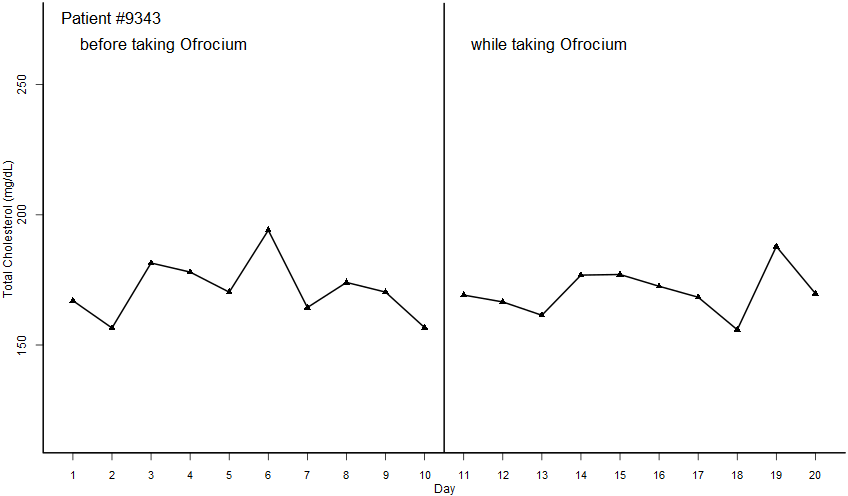 Patient #9343
before taking Ofrocium
while taking Ofrocium
250
200
150
Total Cholesterol (mg/dL)
1 2 3 4 5 6 7 8 9 10 11 12 13 14 15 16 17 18 19 20
Day